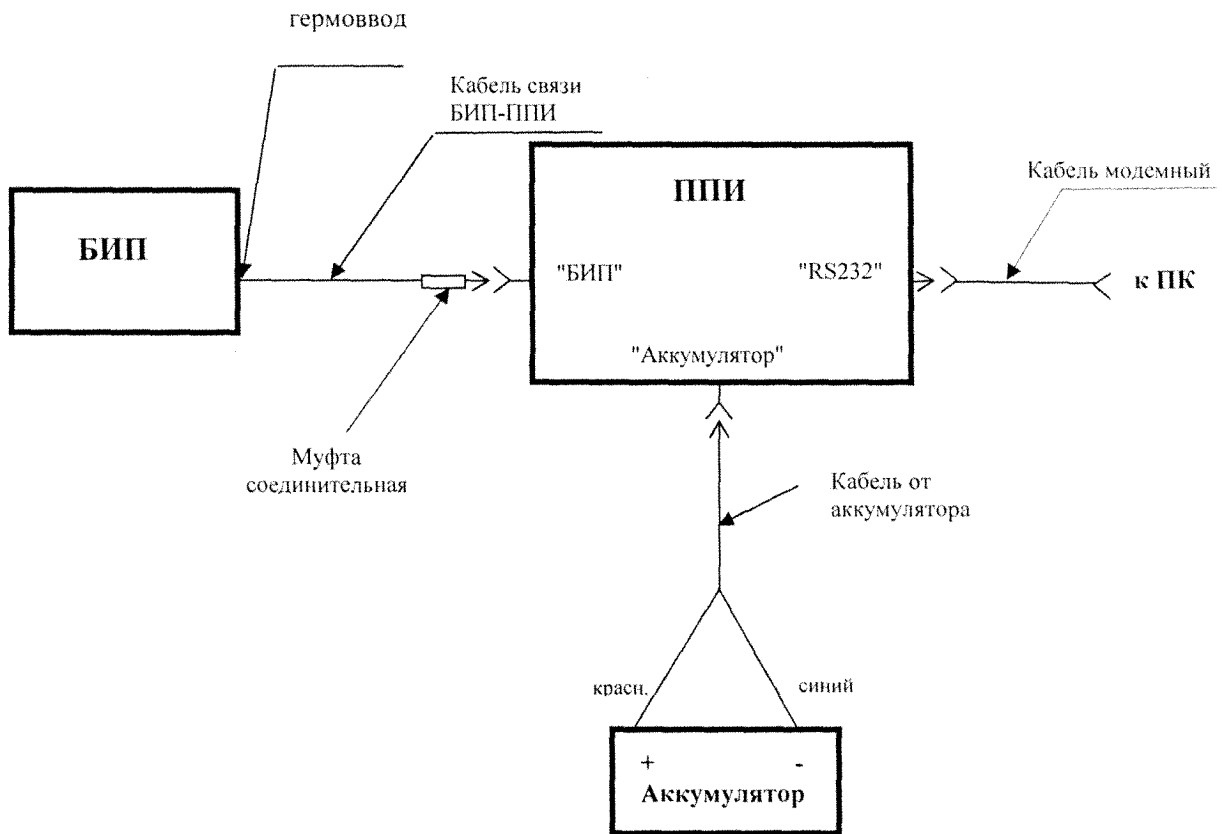 гермоввод
Кабель связи
БИП-ППИ
ППИ
Кабель модемный
БИП
"БИП"
"RS232"
к ПК
"Аккумулятор"
Муфта
соединительная
Кабель от
аккумулятора
красн.
синий
+ -
Аккумулятор